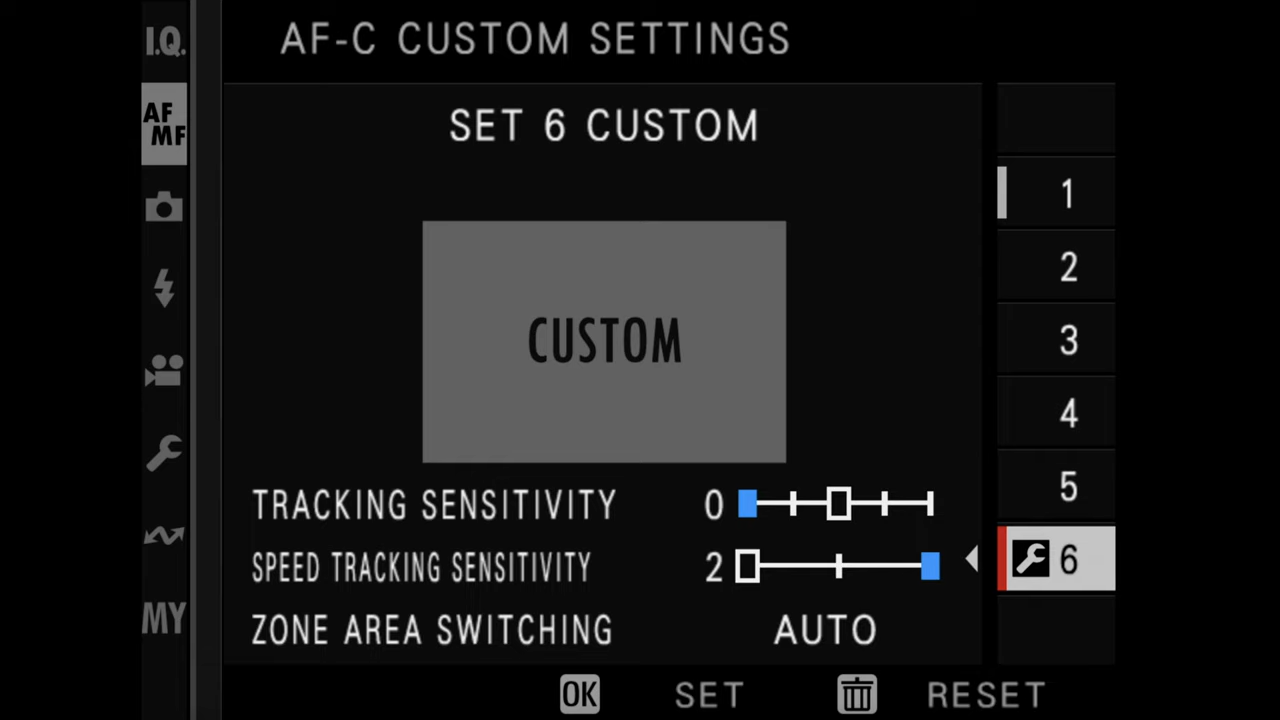 I.Q.
AF-C CUSTOM SETTINGS
AF
MF
SET 6 CUSTOM
1
2
3
CUSTOM
4
5
TRACKING SENSITIVITY 0
SPEED TRACKING SENSITIVITY 2
6
MY
ZONE AREA SWITCHING AUTO
OK SET RESET